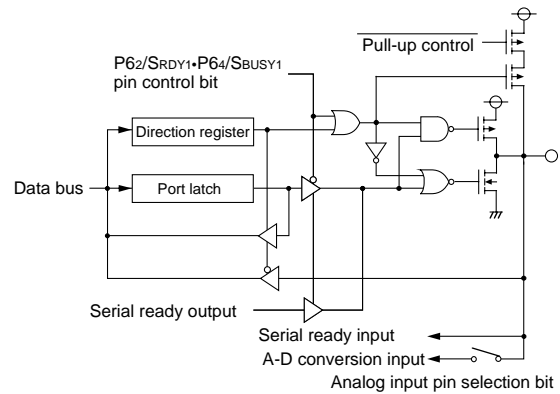 Pull-up control
P62/SRDY1•P64/SBUSY1
pin control bit
Direction register
Data bus
Port latch
Serial ready output
Serial ready input
A-D conversion input
Analog input pin selection bit